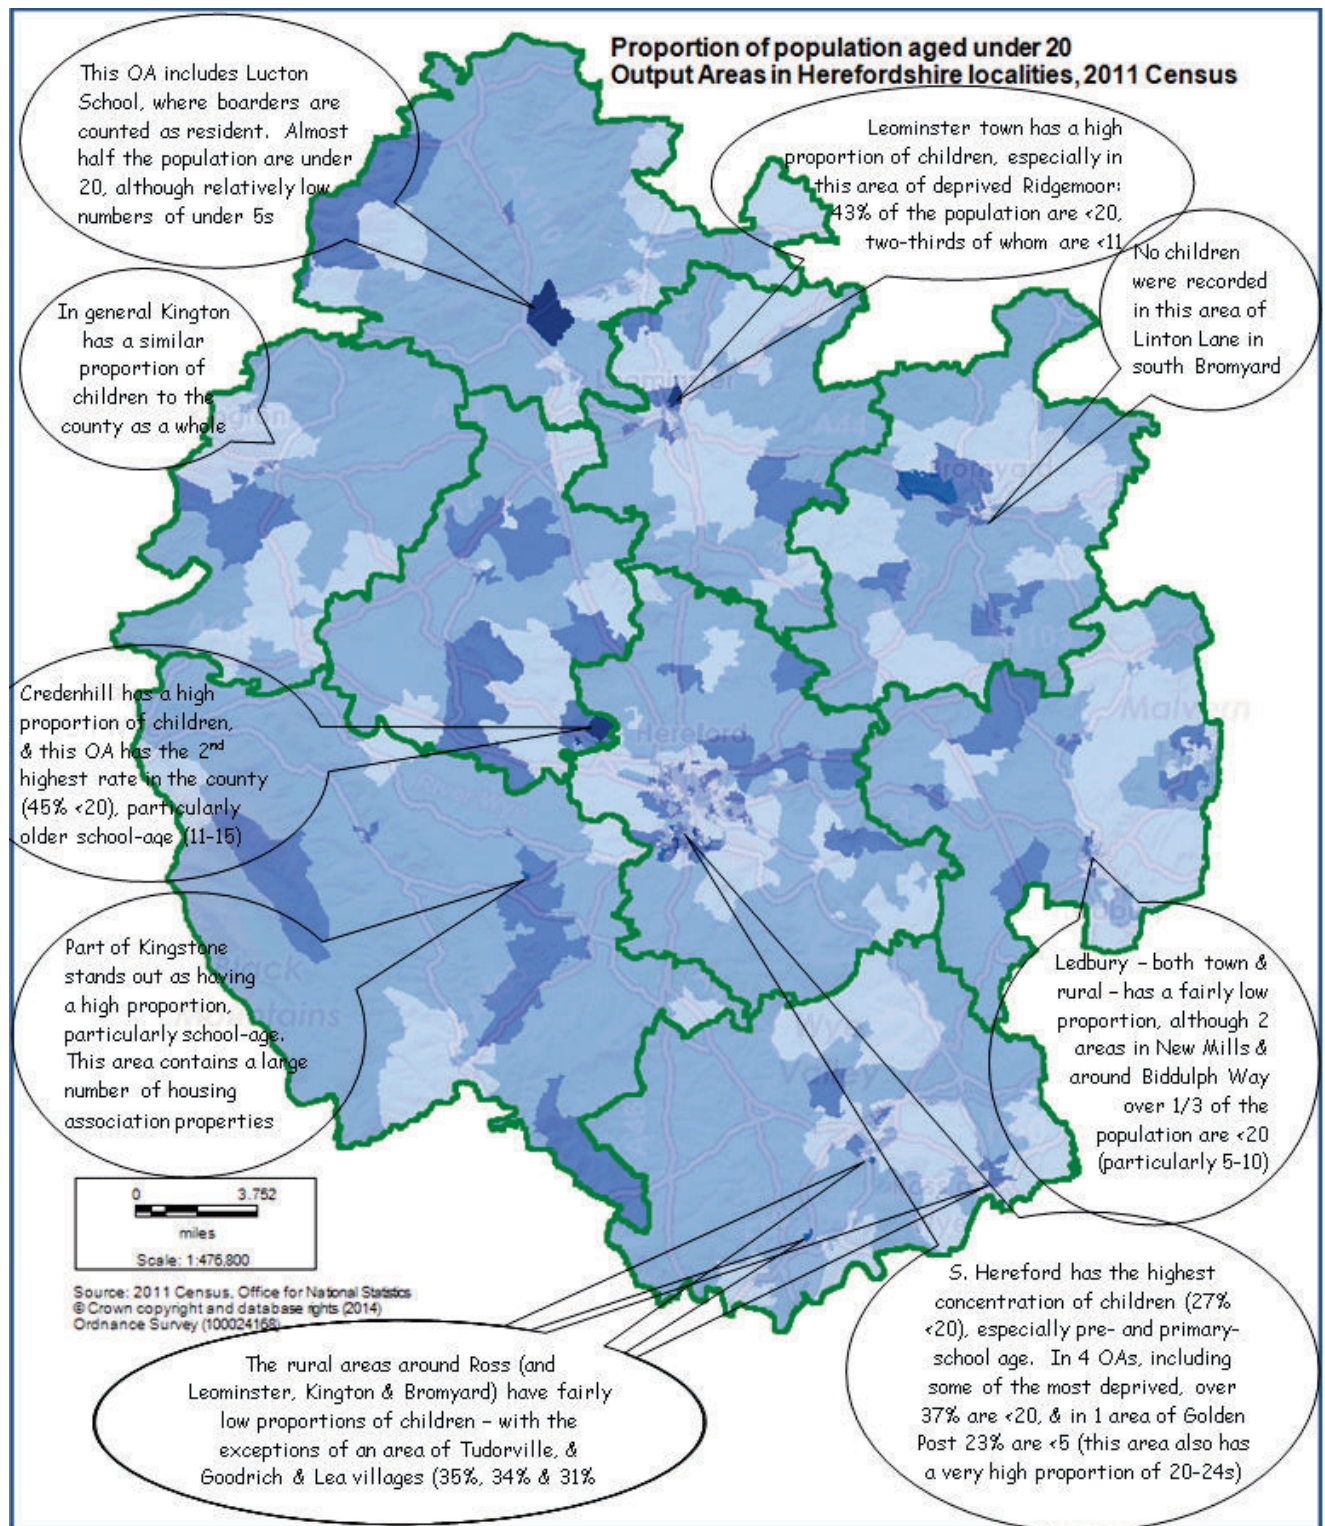 Proportion of population aged under 20
Output Areas in Herefordshire localities, 2011 Census
This OA includes Lucton
School, where boarders are
counted as resident. Almost
half the population are under
20, although relatively low
numbers of under 5s
Leominster town has a high
proportion of children, especially in
this area of deprived Ridgemoor:
43% of the population are <20,
two-thirds of whom are <11
No children
were recorded
in this area of
Linton Lane in
south Bromyard
In general Kington
has a similar
proportion of
children to the
county as a whole
Leominster
A44
Bromyard
Credenhill has a high
proportion of children,
& this OA has the 2nd
highest rate in the county
(45% <20), particularly
older school-age (11-15)
Hereford
Malvern
Part of Kingstone
stands out as having
a high proportion,
particularly school-age.
This area contains a large
number of housing
association properties
Black
Mountains
Wye
Valley
Ledbury – both town &
rural – has a fairly low
proportion, although 2
areas in New Mills &
around Biddulph Way
over 1/3 of the
population are <20
(particularly 5-10)
0 3.752
miles
Scale: 1:476,800
Source: 2011 Census, Office for National Statistics
© Crown copyright and database rights (2014)
Ordnance Survey (100024168)
The rural areas around Ross (and
Leominster, Kington & Bromyard) have fairly
low proportions of children – with the
exceptions of an area of Tudorville, &
Goodrich & Lea villages (35%, 34% & 31%
S. Hereford has the highest
concentration of children (27%
<20), especially pre- and primary-
school age. In 4 OAs, including
some of the most deprived, over
37% are <20, & in 1 area of Golden
Post 23% are <5 (this area also has
a very high proportion of 20-24s)